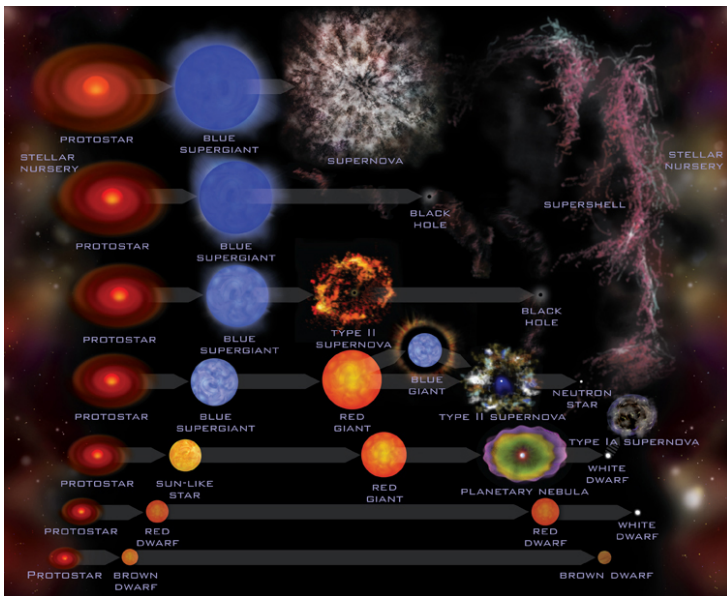 PROTOSTAR
BLUE
SUPERGIANT
SUPERNOVA
STELLAR
NURSERY
STELLAR
NURSERY
PROTOSTAR
BLUE
SUPERGIANT
BLACK
HOLE
SUPERSHELL
PROTOSTAR
BLUE
SUPERGIANT
TYPE II
SUPERNOVA
BLACK
HOLE
PROTOSTAR
BLUE
SUPERGIANT
RED
GIANT
BLUE
GIANT
TYPE II SUPERNOVA
NEUTRON
STAR
TYPE IA SUPERNOVA
PROTOSTAR
SUN-LIKE
STAR
RED
GIANT
PLANETARY NEBULA
WHITE
DWARF
PROTOSTAR
RED
DWARF
RED
DWARF
WHITE
DWARF
PROTOSTAR
BROWN
DWARF
BROWN DWARF